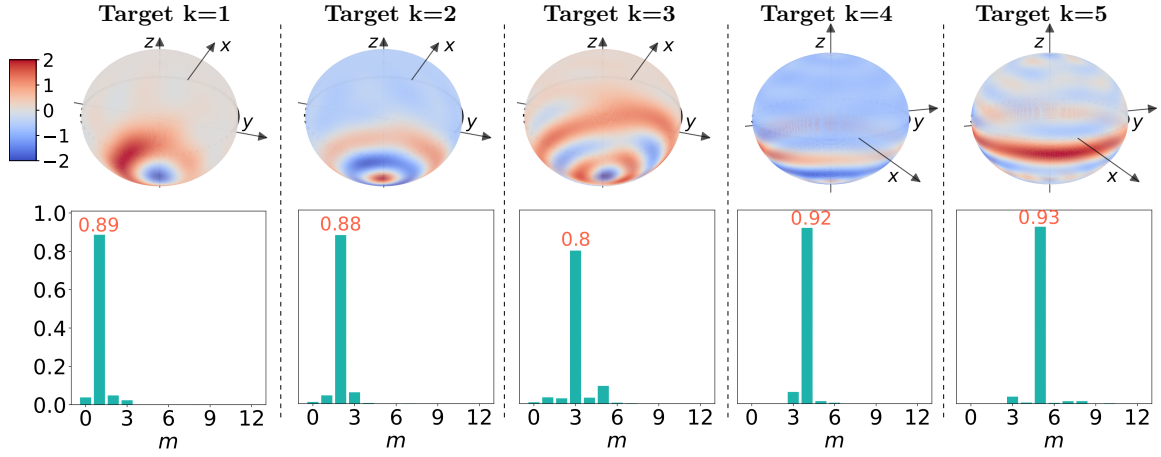 Target k=1 Target k=2 Target k=3 Target k=4 Target k=5
z x z x z x z z
2
1
0
−1
−2
y y y y y
x x
1.0
0.8
0.6
0.4
0.2
0.0
0.89 0.88 0.8 0.92 0.93
0 3 6 9 12 0 3 6 9 12 0 3 6 9 12 0 3 6 9 12 0 3 6 9 12
m m m m m